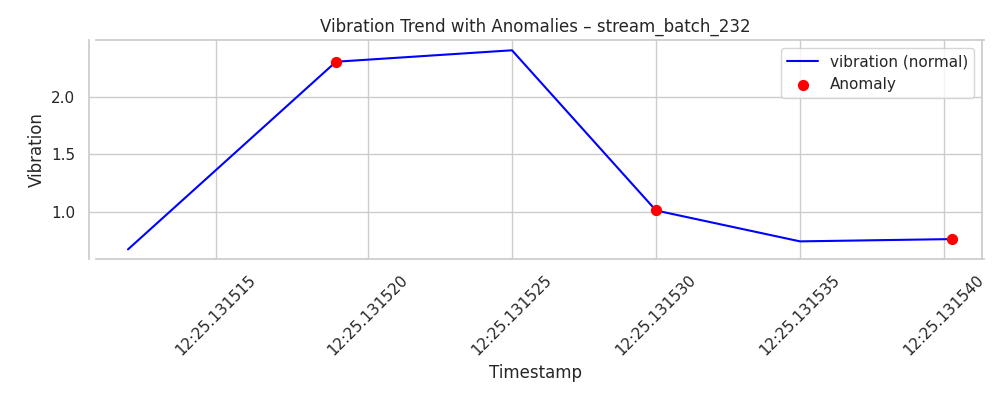 Vibration Trend with Anomalies – stream_batch_232
vibration (normal)
Anomaly
Vibration
2.0
1.5
1.0
12:25.131515
12:25.131520
12:25.131525
12:25.131530
12:25.131535
12:25.131540
Timestamp